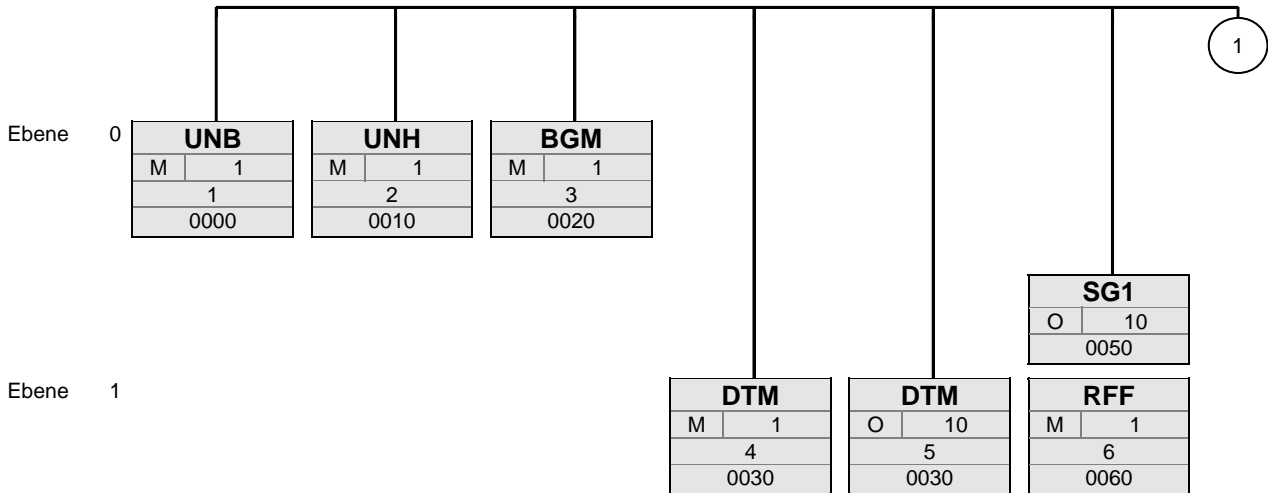 1
Ebene 0
UNB
M 1
1
0000
UNH
M 1
2
0010
BGM
M 1
3
0020
SG1
O 10
0050
Ebene 1
DTM
M 1
4
0030
DTM
O 10
5
0030
RFF
M 1
6
0060